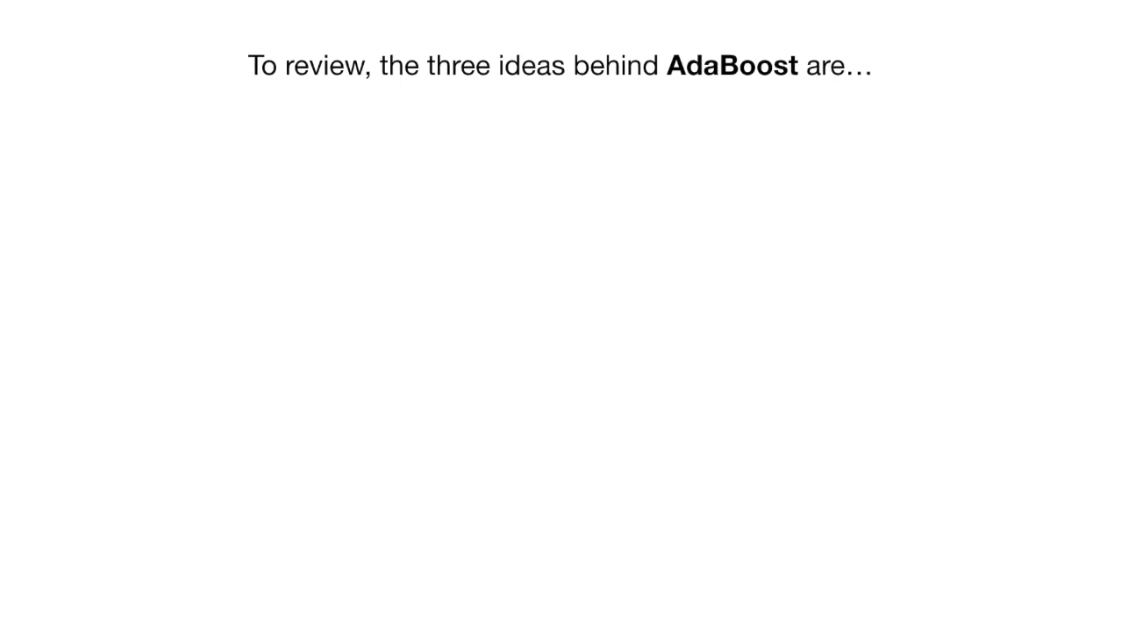 To review, the three ideas behind AdaBoost are…